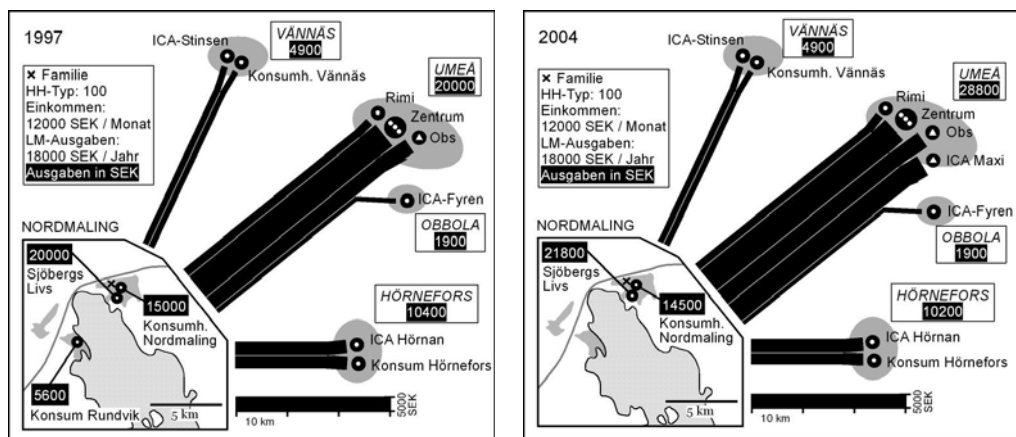 1997
ICA-Stinsen
VÄNNÄS
4900
Konsumh. Vännäs
× Familie
HH-Typ: 100
Einkommen:
12000 SEK / Monat
LM-Ausgaben:
18000 SEK / Jahr
Ausgaben in SEK
UMEÅ
20000
Rimi
Zentrum
Obs
ICA-Fyren
OBBOLA
1900
NORDMALING
20000
Sjöbergs
Livs
15000
Konsumh.
Nordmaling
5600
Konsum Rundvik
5 km
HÖRNEFORS
10400
ICA Hörnan
Konsum Hörnefors
10 km
5000
SEK
2004
ICA-Stinsen
VÄNNÄS
4900
Konsumh. Vännäs
× Familie
HH-Typ: 100
Einkommen:
12000 SEK / Monat
LM-Ausgaben:
18000 SEK / Jahr
Ausgaben in SEK
UMEÅ
28800
Rimi
Zentrum
Obs
ICA Maxi
ICA-Fyren
OBBOLA
1900
NORDMALING
21800
Sjöbergs
Livs
14500
Konsumh.
Nordmaling
5 km
HÖRNEFORS
10200
ICA Hörnan
Konsum Hörnefors
10 km
5000
SEK